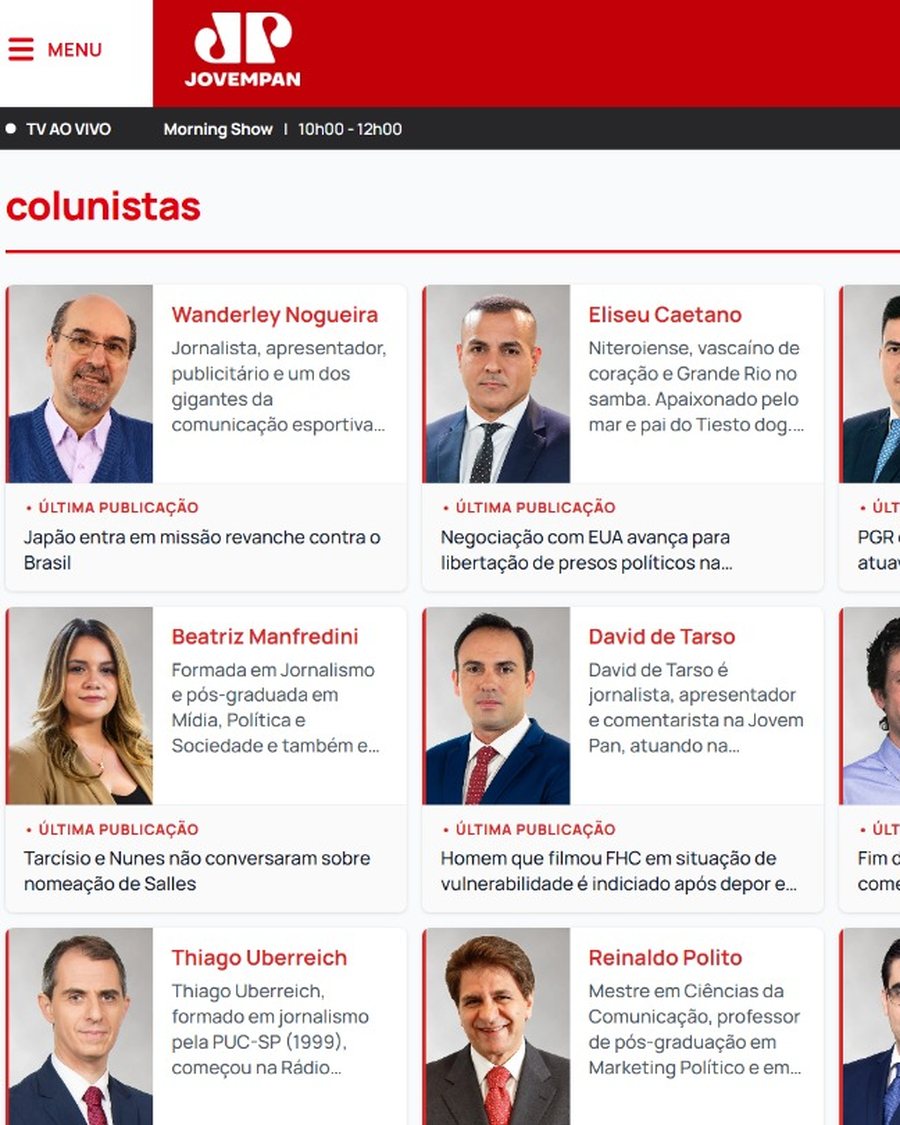 MENU
JOVEMPAN
TV AO VIVO
Morning Show | 10h00 - 12h00
colunistas
Wanderley Nogueira
Jornalista, apresentador,
publicitário e um dos
gigantes da
comunicação esportiva...
• ÚLTIMA PUBLICAÇÃO
Japão entra em missão revanche contra o
Brasil
Eliseu Caetano
Niteroiense, vascaíno de
coração e Grande Rio no
samba. Apaixonado pelo
mar e pai do Tiesto dog....
• ÚLTIMA PUBLICAÇÃO
Negociação com EUA avança para
libertação de presos políticos na...
• ÚLT
PGR
atuav
Beatriz Manfredini
Formada em Jornalismo
e pós-graduada em
Mídia, Política e
Sociedade e também e...
• ÚLTIMA PUBLICAÇÃO
Tarcísio e Nunes não conversaram sobre
nomeação de Salles
David de Tarso
David de Tarso é
jornalista, apresentador
e comentarista na Jovem
Pan, atuando na...
• ÚLTIMA PUBLICAÇÃO
Homem que filmou FHC em situação de
vulnerabilidade é indiciado após depor e...
• ÚLT
Fim d
come
Thiago Uberreich
Thiago Uberreich,
formado em jornalismo
pela PUC-SP (1999),
começou na Rádio...
Reinaldo Polito
Mestre em Ciências da
Comunicação, professor
de pós-graduação em
Marketing Político e em...